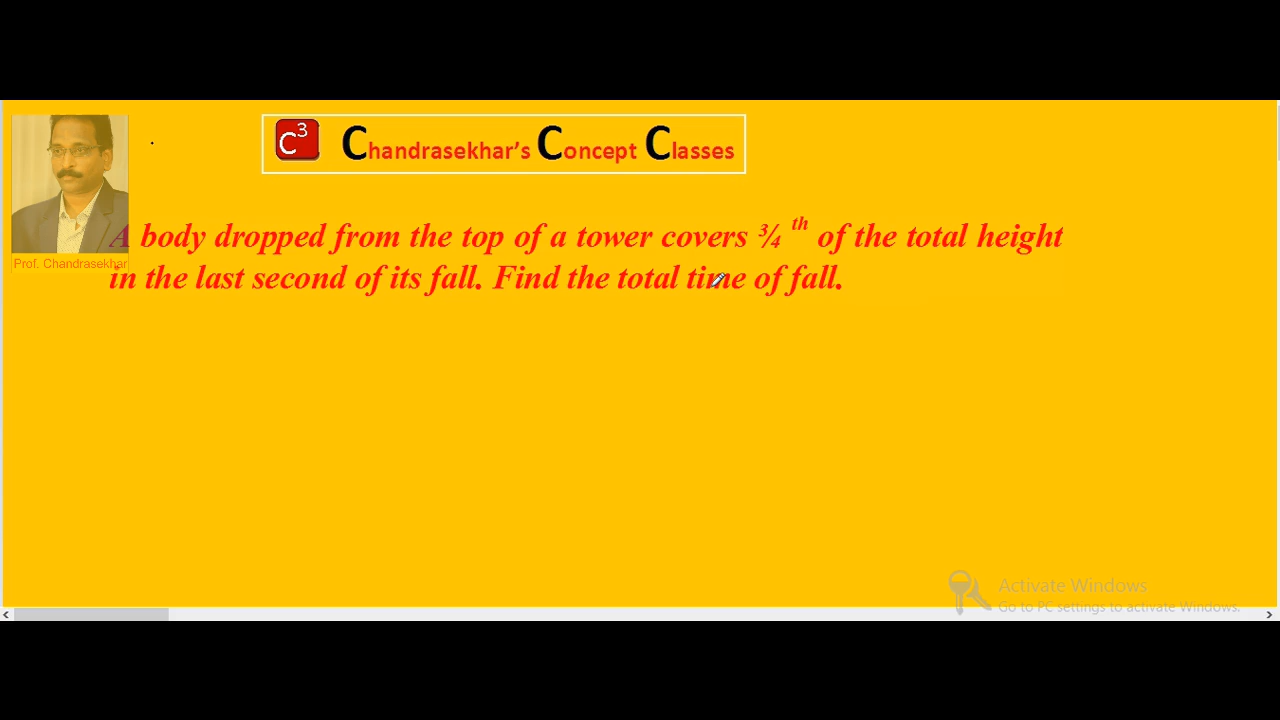 C3 Chandrasekhar's Concept Classes
A body dropped from the top of a tower covers ¾ th of the total height
Prof. Chandrasekhar
in the last second of its fall. Find the total time of fall.
Activate Windows
Go to PC settings to activate Windows.